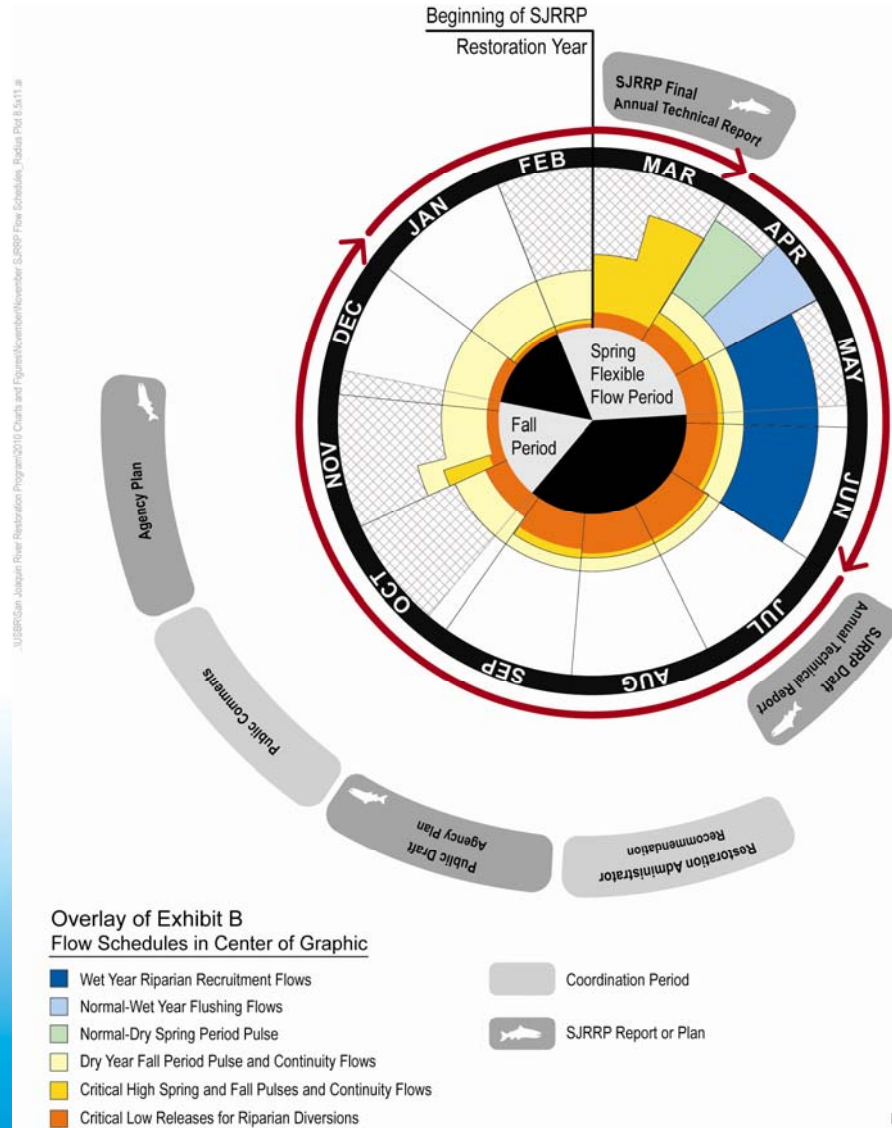 Beginning of SJRRP
Restoration Year
SJRRP Final
Annual Technical Report
FEB
MAR
JAN
APR
DEC
MAY
Spring
Flexible
Flow Period
Fall
Period
NOV
JUN
OCT
JUL
SEP
AUG
Agency Plan
SJRRP Draft
Annual Technical Report
Public Comments
Public Draft
Agency Plan
Restoration Administrator
Recommendation
Overlay of Exhibit B
Flow Schedules in Center of Graphic
Wet Year Riparian Recruitment Flows
Normal-Wet Year Flushing Flows
Normal-Dry Spring Period Pulse
Dry Year Fall Period Pulse and Continuity Flows
Critical High Spring and Fall Pulses and Continuity Flows
Critical Low Releases for Riparian Diversions
Coordination Period
SJRRP Report or Plan